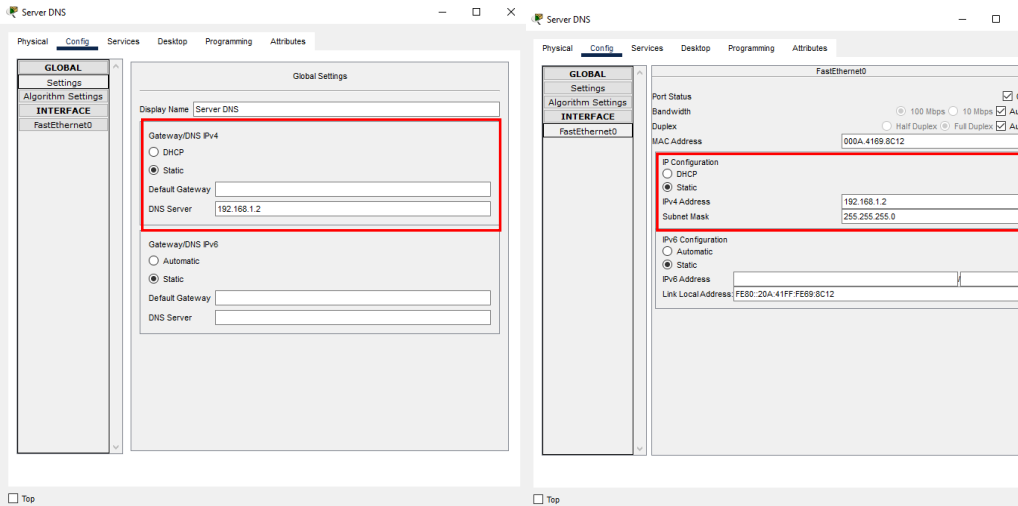 Server DNS
Physical Config Services Desktop Programming Attributes
GLOBAL
Settings
Algorithm Settings
INTERFACE
FastEthernet0
Global Settings
Display Name Server DNS
Gateway/DNS IPv4
DHCP
Static
Default Gateway
DNS Server 192.168.1.2
Gateway/DNS IPv6
Automatic
Static
Default Gateway
DNS Server
Top
Server DNS
Physical Config Services Desktop Programming Attributes
GLOBAL
Settings
Algorithm Settings
INTERFACE
FastEthernet0
FastEthernet0
Port Status
Bandwidth 100 Mbps 10 Mbps Au
Duplex Half Duplex Full Duplex Au
MAC Address 000A.4169.8C12
IP Configuration
DHCP
Static
IPv4 Address 192.168.1.2
Subnet Mask 255.255.255.0
IPv6 Configuration
Automatic
Static
IPv6 Address /
Link Local Address: FE80::20A:41FF:FE69:8C12
Top